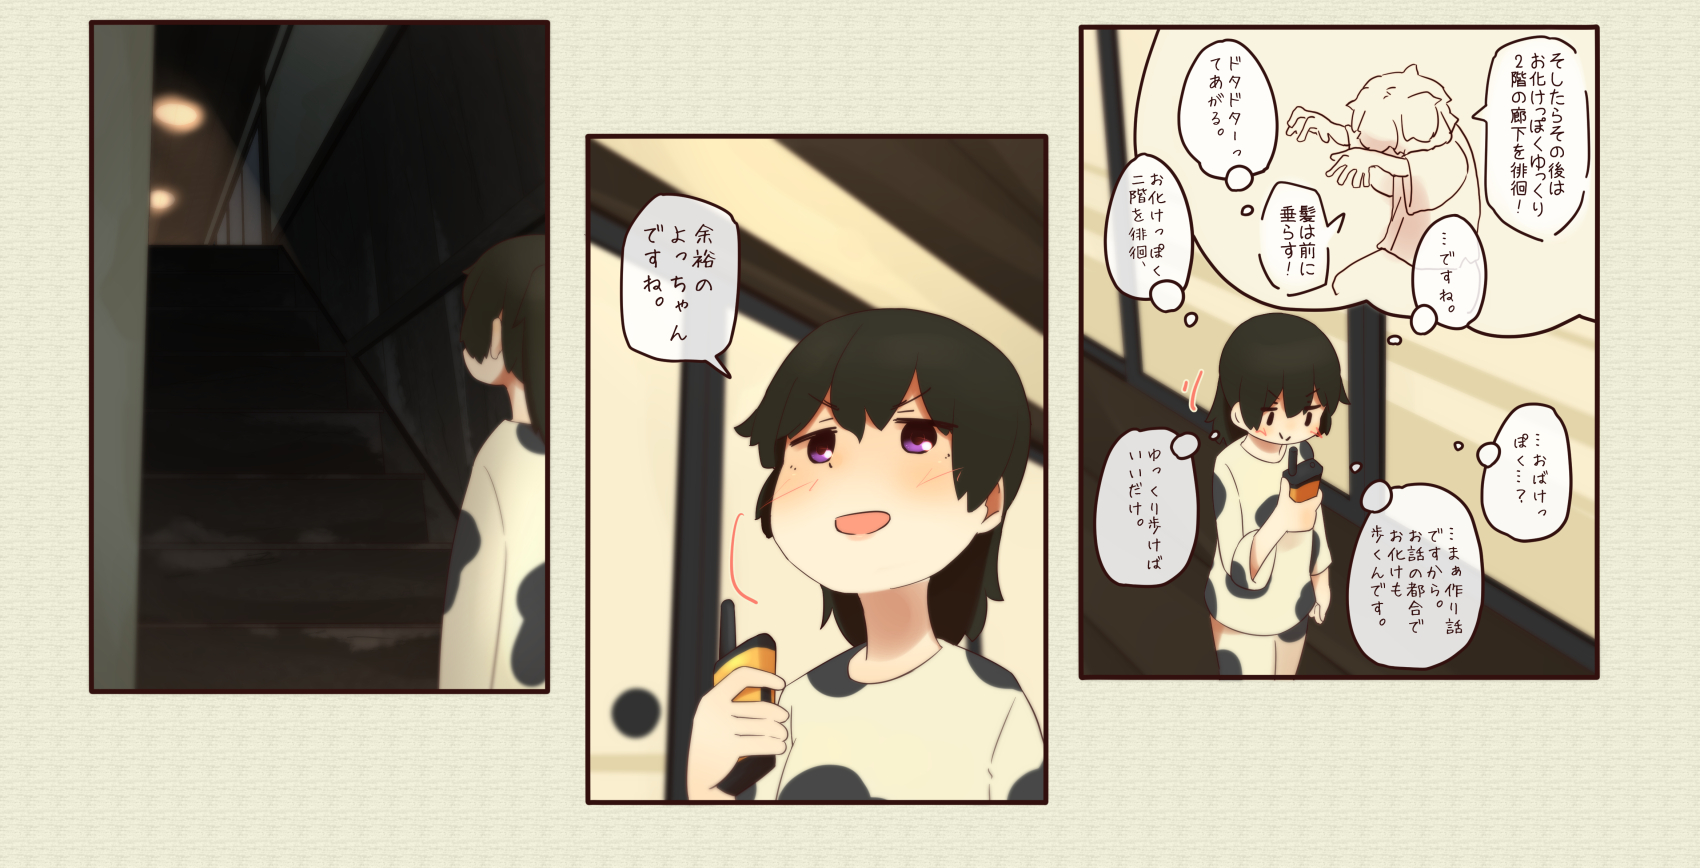 そしたらその後は
お化けっぽくゆっくり
2階の廊下を徘徊!
髪は前に
垂らす!
…ですね。
ドタドターっ
てあがる。
お化けっぽく
二階を徘徊、
…おばけっ
ぽく…?
…まぁ作り話
ですから。
お話の都合で
お化けも
歩くんです。
ゆっくり歩けば
いいだけ。
余裕の
よっちゃん
ですね。